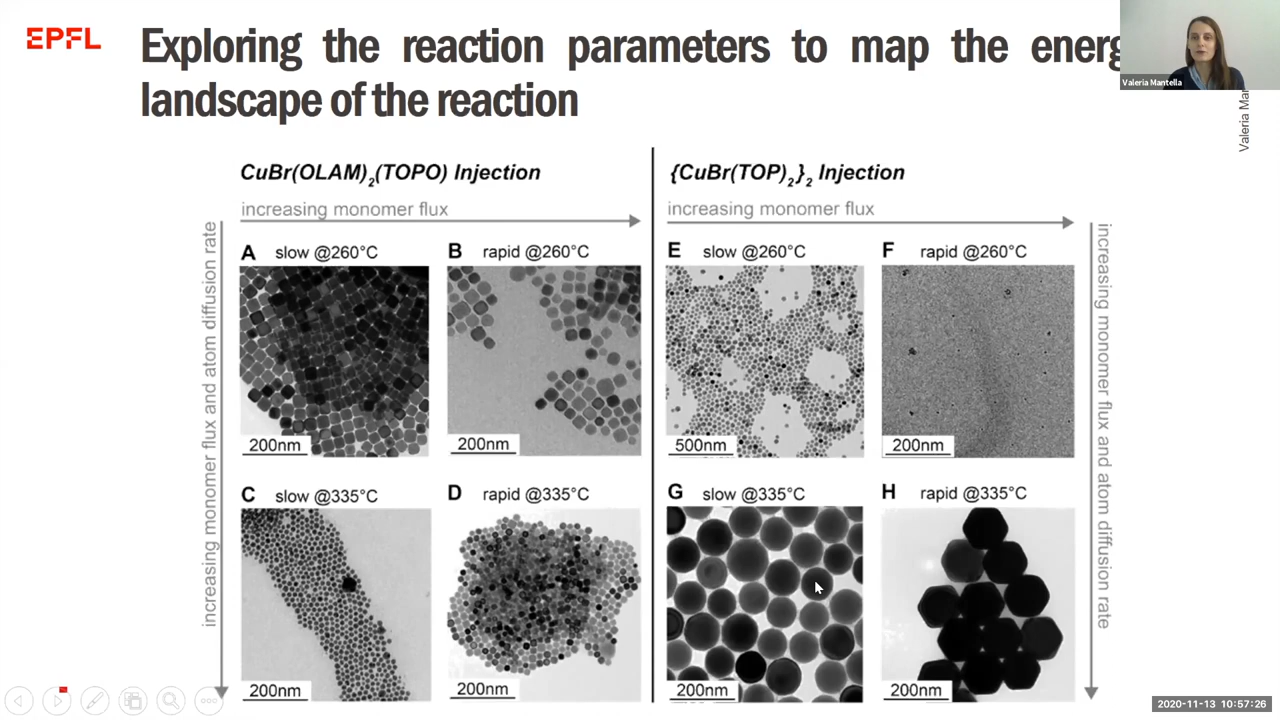 EPFL
Exploring the reaction parameters to map the energ
landscape of the reaction
Valeria Mantella
Valeria Mar
CuBr(OLAM)₂(TOPO) Injection
increasing monomer flux
{CuBr(TOP)₂}₂ Injection
increasing monomer flux
increasing monomer flux and atom diffusion rate
A slow @260°C
B rapid @260°C
E slow @260°C
F rapid @260°C
increasing monomer flux and atom diffusion rate
200nm
200nm
500nm
200nm
C slow @335°C
D rapid @335°C
G slow @335°C
H rapid @335°C
200nm
200nm
200nm
200nm
2020-11-13 10:57:26